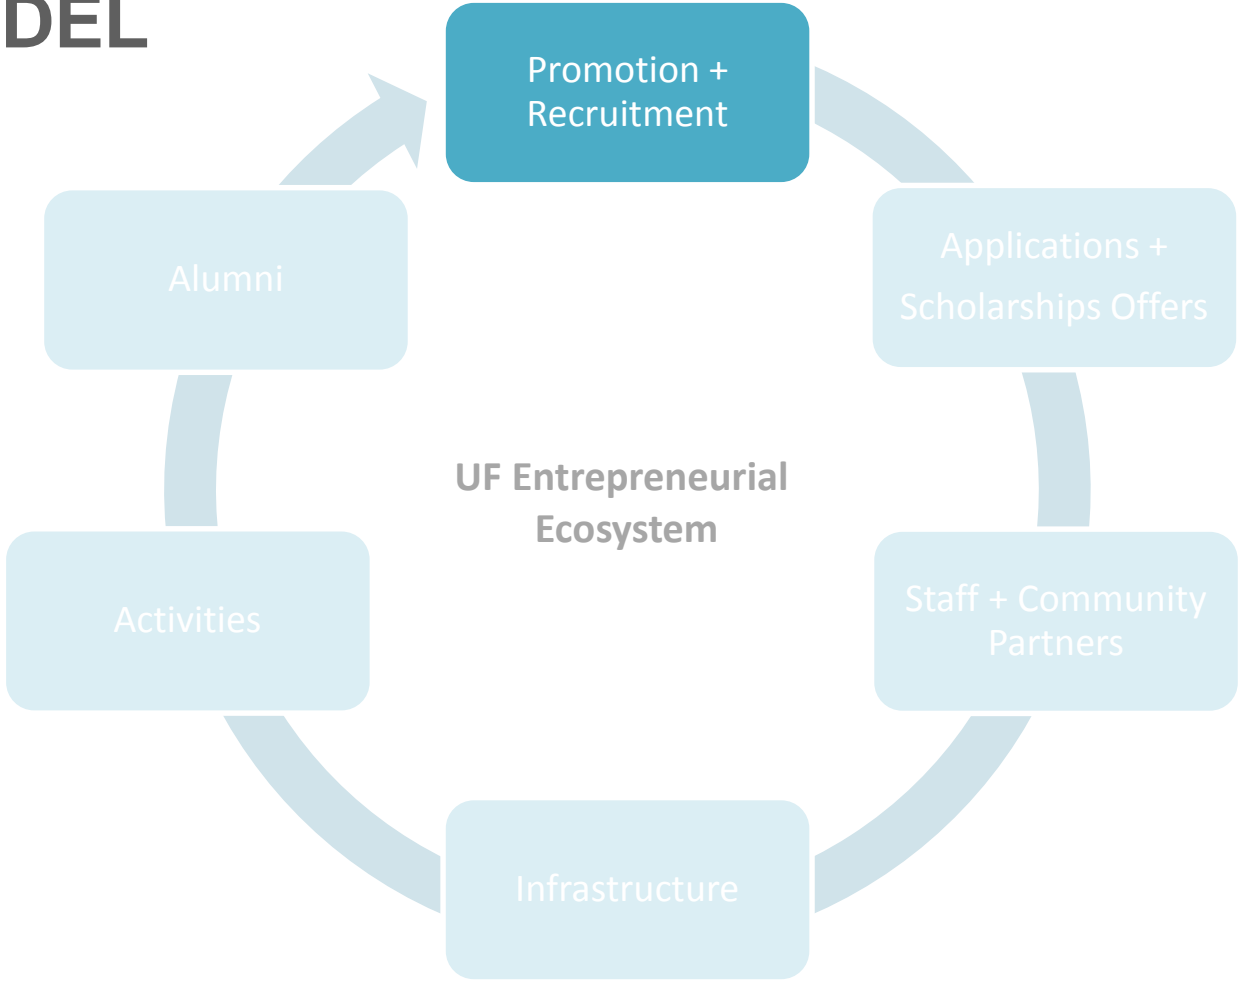 DEL
Promotion +
Recruitment
Applications +
Scholarships Offers
Alumni
UF Entrepreneurial
Ecosystem
Staff + Community
Partners
Activities
Infrastructure